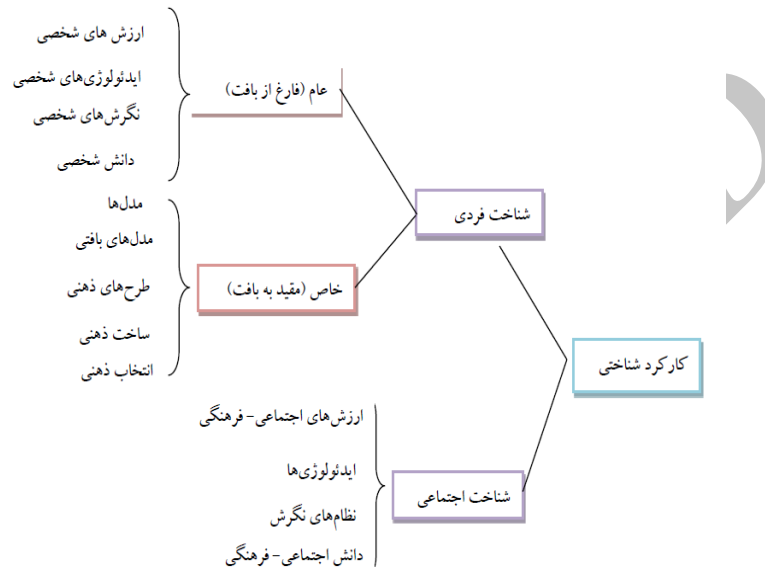 کارکرد شناختی
شناخت فردی
عام (فارغ از بافت)
ارزش های شخصی
ایدئولوژی‌های شخصی
نگرش‌های شخصی
دانش شخصی
خاص (مقید به بافت)
مدل‌ها
مدل‌های بافتی
طرح‌های ذهنی
ساخت ذهنی
انتخاب ذهنی
شناخت اجتماعی
ارزش‌های اجتماعی- فرهنگی
ایدئولوژی‌ها
نظام‌های نگرش
دانش اجتماعی- فرهنگی